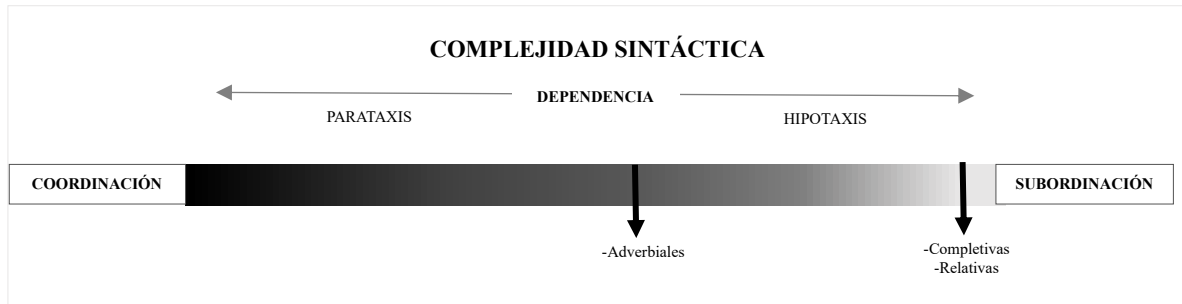 COMPLEJIDAD SINTÁCTICA
DEPENDENCIA
PARATAXIS
HIPOTAXIS
COORDINACIÓN
SUBORDINACIÓN
-Adverbiales
-Completivas
-Relativas